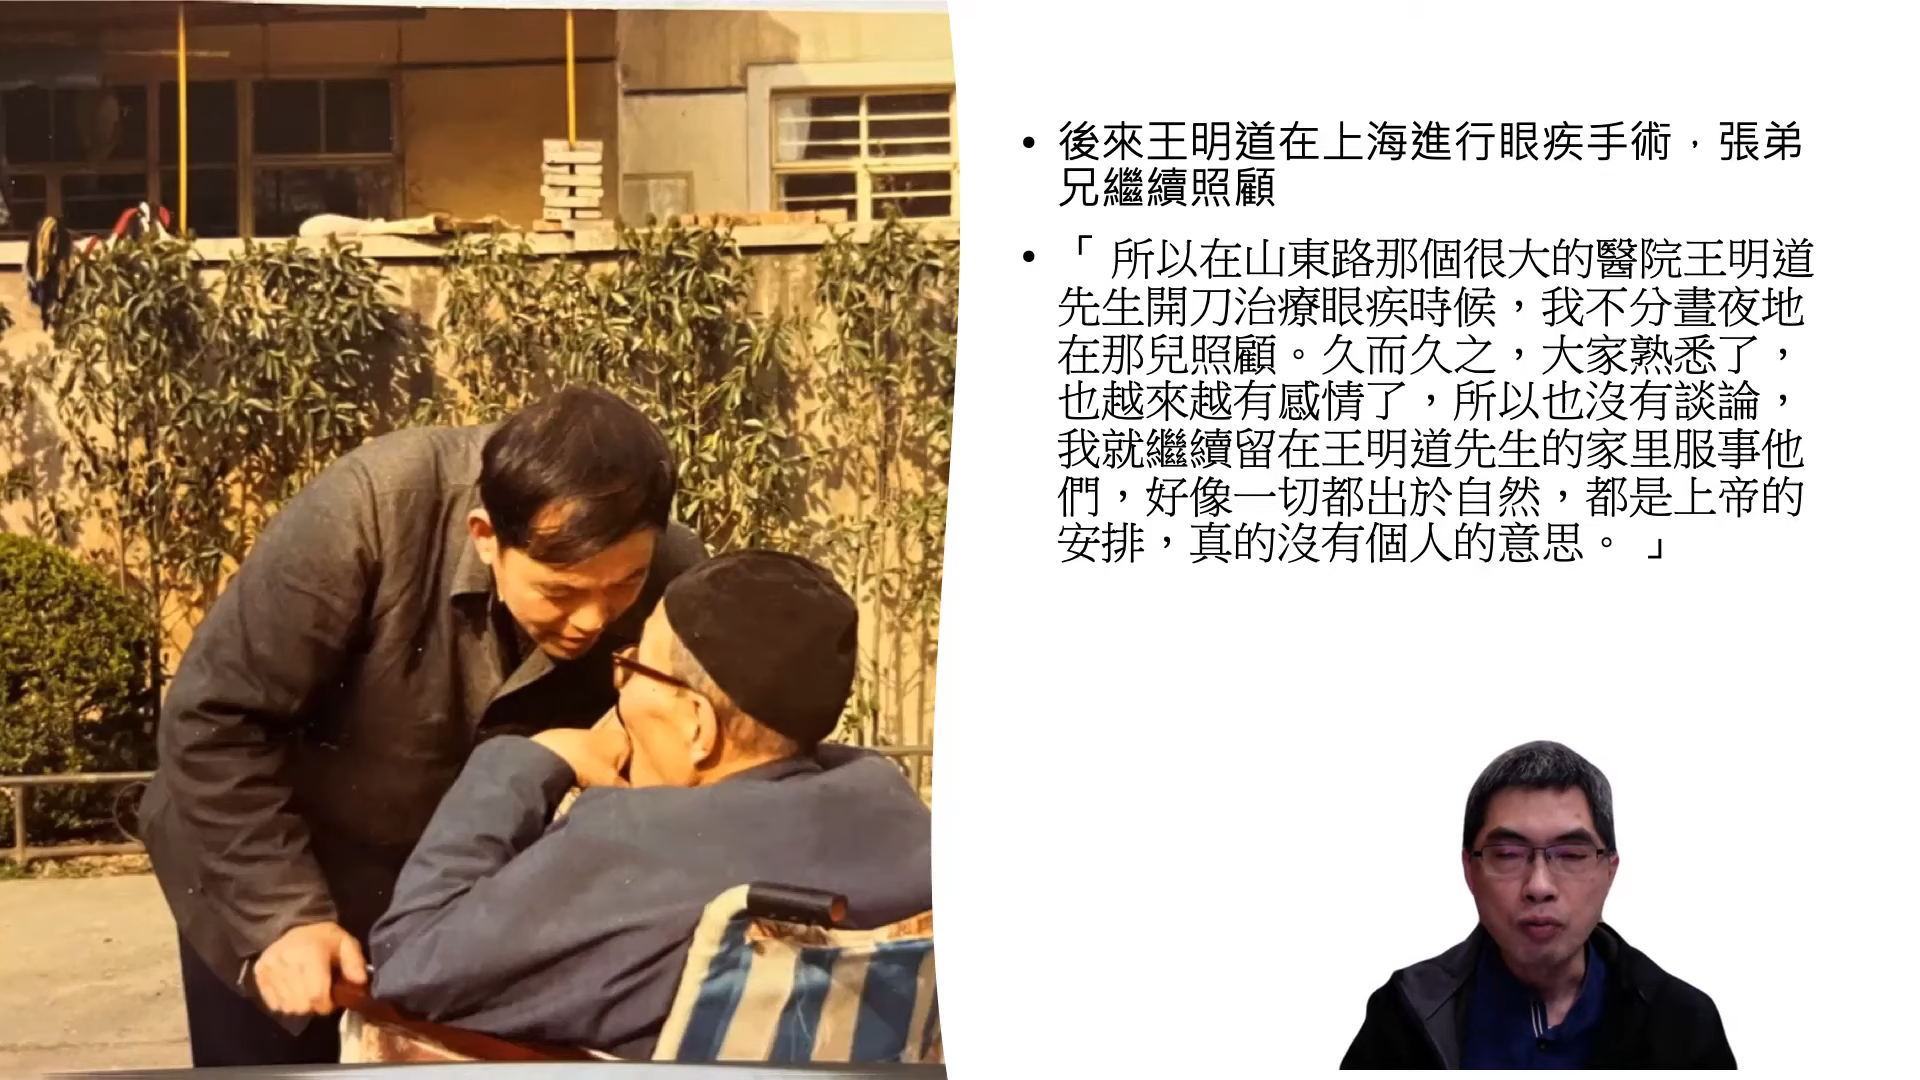 • 後來王明道在上海進行眼疾手術，張弟
兄繼續照顧
• 「 所以在山東路那個很大的醫院王明道
先生開刀治療眼疾時候，我不分晝夜地
在那兒照顧。久而久之，大家熟悉了，
也越來越有感情了，所以也沒有談論，
我就繼續留在王明道先生的家里服事他
們，好像一切都出於自然，都是上帝的
安排，真的沒有個人的意思。 」